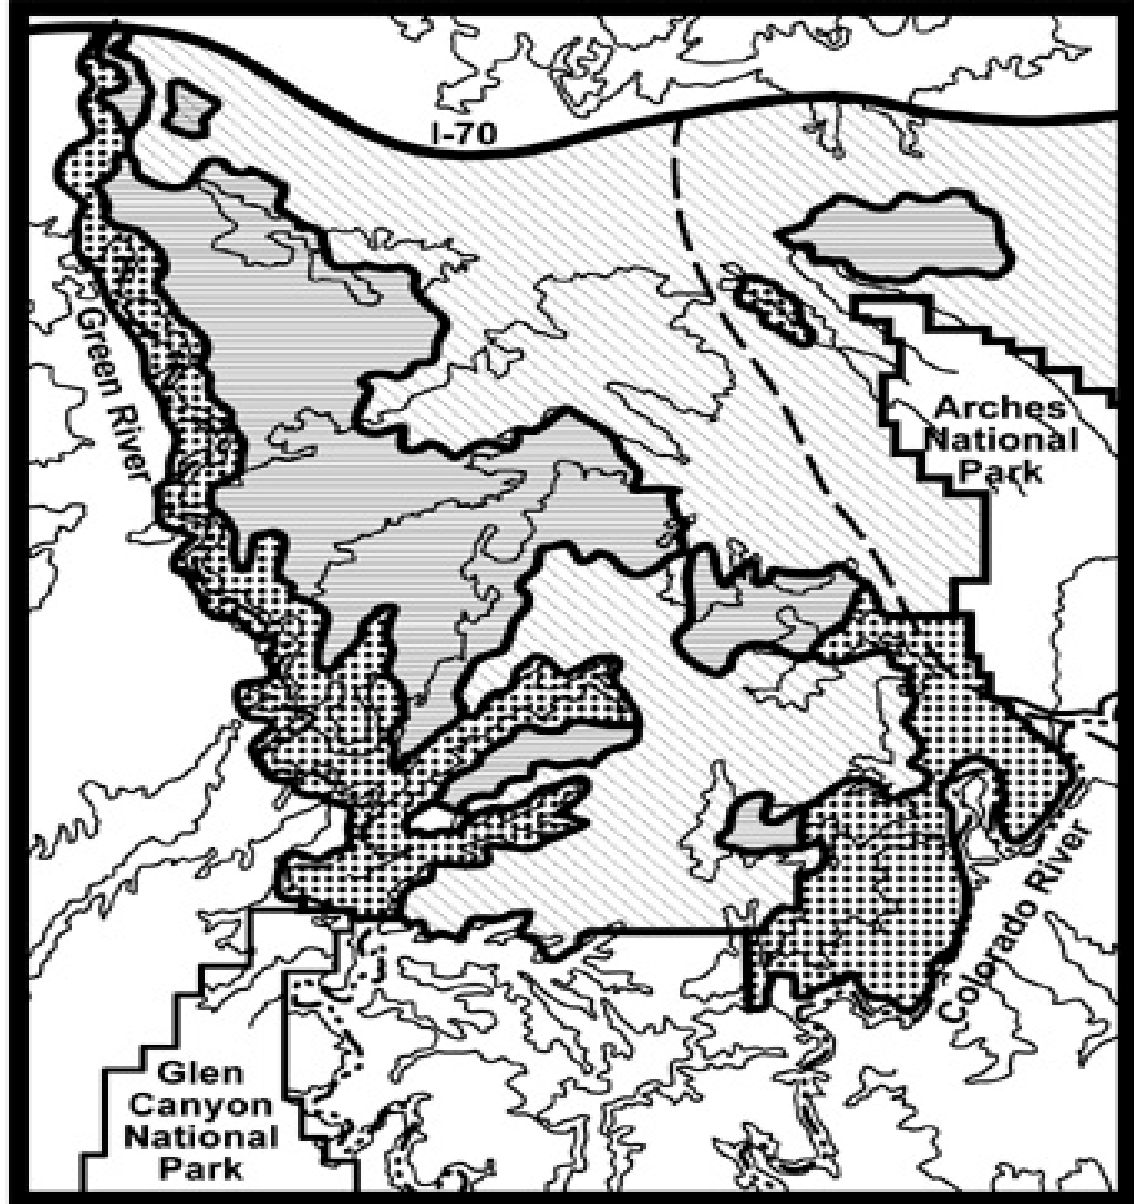 I-70
Green River
Arches
National
Park
Colorado River
Glen
Canyon
National
Park